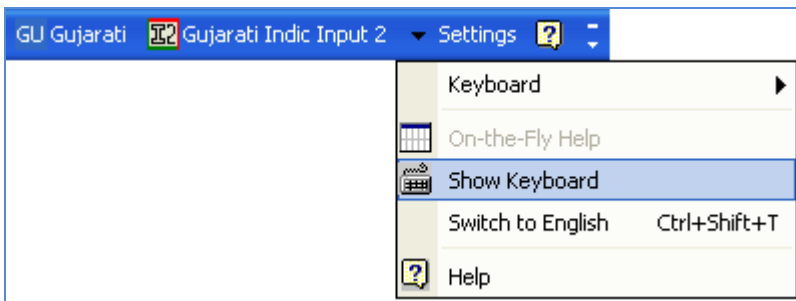 GU Gujarati I2 Gujarati Indic Input 2 Settings ?
Keyboard
On-the-Fly Help
Show Keyboard
Switch to English Ctrl+Shift+T
? Help